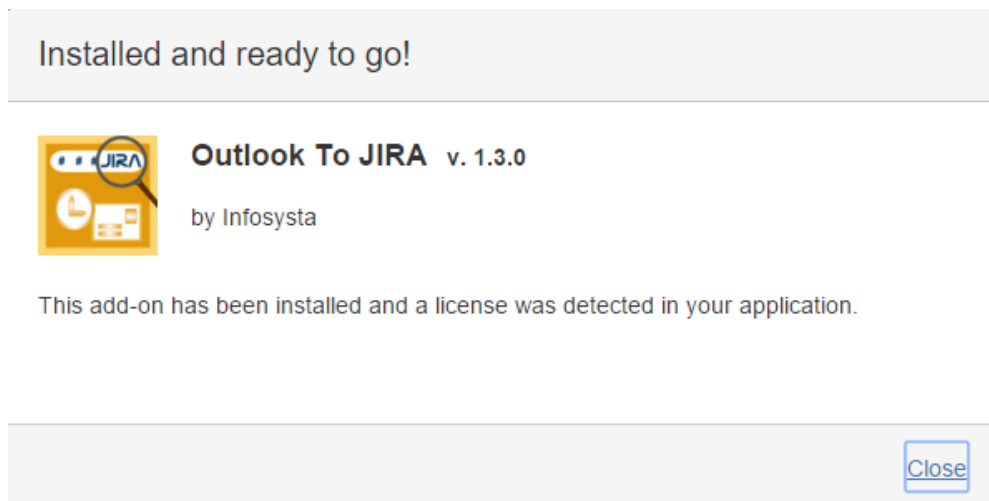 Installed and ready to go!
JIRA
Outlook To JIRA v. 1.3.0
by Infosysta
This add-on has been installed and a license was detected in your application.
Close